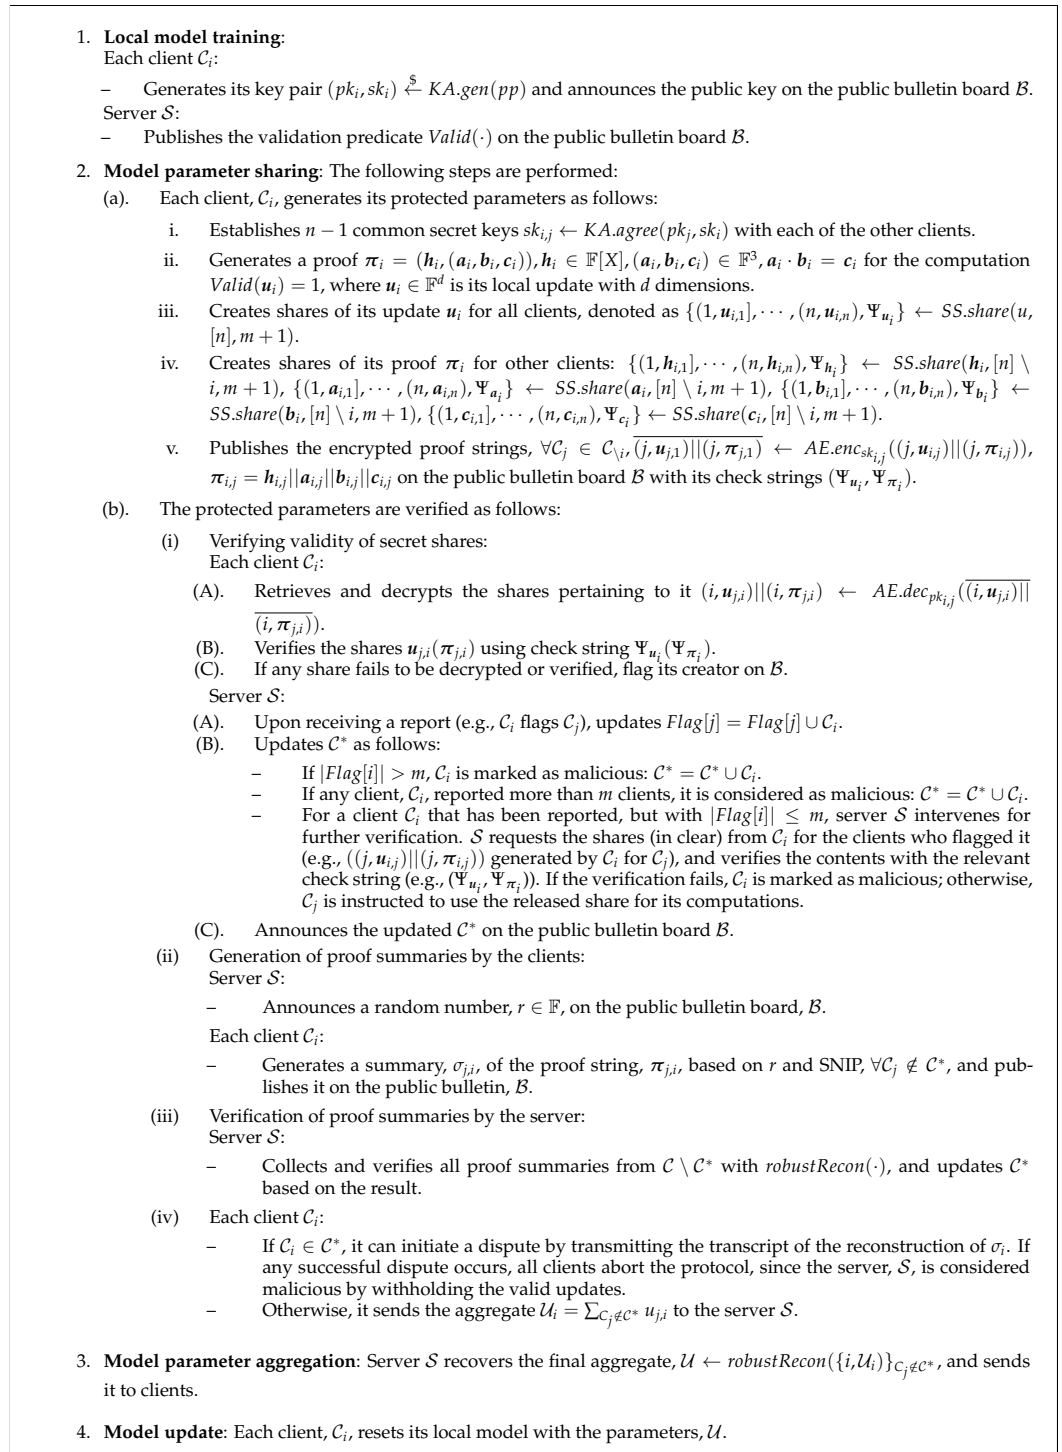 1. Local model training:
Each client 𝒞ᵢ:
– Generates its key pair (pkᵢ, skᵢ) ←$ KA.gen(pp) and announces the public key on the public bulletin board ℬ.
Server 𝒮:
– Publishes the validation predicate Valid(·) on the public bulletin board ℬ.
2. Model parameter sharing: The following steps are performed:
(a). Each client, 𝒞ᵢ, generates its protected parameters as follows:
i. Establishes n − 1 common secret keys sk_{i,j} ← KA.agree(pk_j, sk_i) with each of the other clients.
ii. Generates a proof π_i = (h_i, (a_i, b_i, c_i)), h_i ∈ 𝔽[X], (a_i, b_i, c_i) ∈ 𝔽³, a_i · b_i = c_i for the computation
Valid(u_i) = 1, where u_i ∈ 𝔽^d is its local update with d dimensions.
iii. Creates shares of its update u_i for all clients, denoted as {(1, u_{i,1}], · · · , (n, u_{i,n}), Ψ_{u_i}} ← SS.share(u,
[n], m + 1).
iv. Creates shares of its proof π_i for other clients: {(1, h_{i,1}], · · · , (n, h_{i,n}), Ψ_{h_i}} ← SS.share(h_i, [n] \
i, m + 1), {(1, a_{i,1}], · · · , (n, a_{i,n}), Ψ_{a_i}} ← SS.share(a_i, [n] \ i, m + 1), {(1, b_{i,1}], · · · , (n, b_{i,n}), Ψ_{b_i}} ←
SS.share(b_i, [n] \ i, m + 1), {(1, c_{i,1}], · · · , (n, c_{i,n}), Ψ_{c_i}} ← SS.share(c_i, [n] \ i, m + 1).
v. Publishes the encrypted proof strings, ∀𝒞_j ∈ 𝒞_{\i}, \overline{(j, u_{j,1})||(j, π_{j,1})} ← AE.enc_{sk_{i,j}}((j, u_{i,j})||(j, π_{i,j})),
π_{i,j} = h_{i,j}||a_{i,j}||b_{i,j}||c_{i,j} on the public bulletin board ℬ with its check strings (Ψ_{u_i}, Ψ_{π_i}).
(b). The protected parameters are verified as follows:
(i) Verifying validity of secret shares:
Each client 𝒞ᵢ:
(A). Retrieves and decrypts the shares pertaining to it (i, u_{j,i})||(i, π_{j,i}) ← AE.dec_{pk_{i,j}}(\overline{(i, u_{j,i})||}
\overline{(i, π_{j,i})}).
(B). Verifies the shares u_{j,i}(π_{j,i}) using check string Ψ_{u_i}(Ψ_{π_i}).
(C). If any share fails to be decrypted or verified, flag its creator on ℬ.
Server 𝒮:
(A). Upon receiving a report (e.g., 𝒞_i flags 𝒞_j), updates Flag[j] = Flag[j] ∪ 𝒞_i.
(B). Updates 𝒞* as follows:
– If |Flag[i]| > m, 𝒞_i is marked as malicious: 𝒞* = 𝒞* ∪ 𝒞_i.
– If any client, 𝒞_i, reported more than m clients, it is considered as malicious: 𝒞* = 𝒞* ∪ 𝒞_i.
– For a client 𝒞_i that has been reported, but with |Flag[i]| ≤ m, server 𝒮 intervenes for
further verification. 𝒮 requests the shares (in clear) from 𝒞_i for the clients who flagged it
(e.g., ((j, u_{i,j})||(j, π_{i,j})) generated by 𝒞_i for 𝒞_j), and verifies the contents with the relevant
check string (e.g., (Ψ_{u_i}, Ψ_{π_i})). If the verification fails, 𝒞_i is marked as malicious; otherwise,
𝒞_j is instructed to use the released share for its computations.
(C). Announces the updated 𝒞* on the public bulletin board ℬ.
(ii) Generation of proof summaries by the clients:
Server 𝒮:
– Announces a random number, r ∈ 𝔽, on the public bulletin board, ℬ.
Each client 𝒞ᵢ:
– Generates a summary, σ_{j,i}, of the proof string, π_{j,i}, based on r and SNIP, ∀𝒞_j ∉ 𝒞*, and pub-
lishes it on the public bulletin, ℬ.
(iii) Verification of proof summaries by the server:
Server 𝒮:
– Collects and verifies all proof summaries from 𝒞 \ 𝒞* with robustRecon(·), and updates 𝒞*
based on the result.
(iv) Each client 𝒞ᵢ:
– If 𝒞_i ∈ 𝒞*, it can initiate a dispute by transmitting the transcript of the reconstruction of σ_i. If
any successful dispute occurs, all clients abort the protocol, since the server, 𝒮, is considered
malicious by withholding the valid updates.
– Otherwise, it sends the aggregate 𝒰_i = ∑_{C_j∉𝒞*} u_{j,i} to the server 𝒮.
3. Model parameter aggregation: Server 𝒮 recovers the final aggregate, 𝒰 ← robustRecon({i, 𝒰_i)}_{C_j∉𝒞*}, and sends
it to clients.
4. Model update: Each client, 𝒞_i, resets its local model with the parameters, 𝒰.